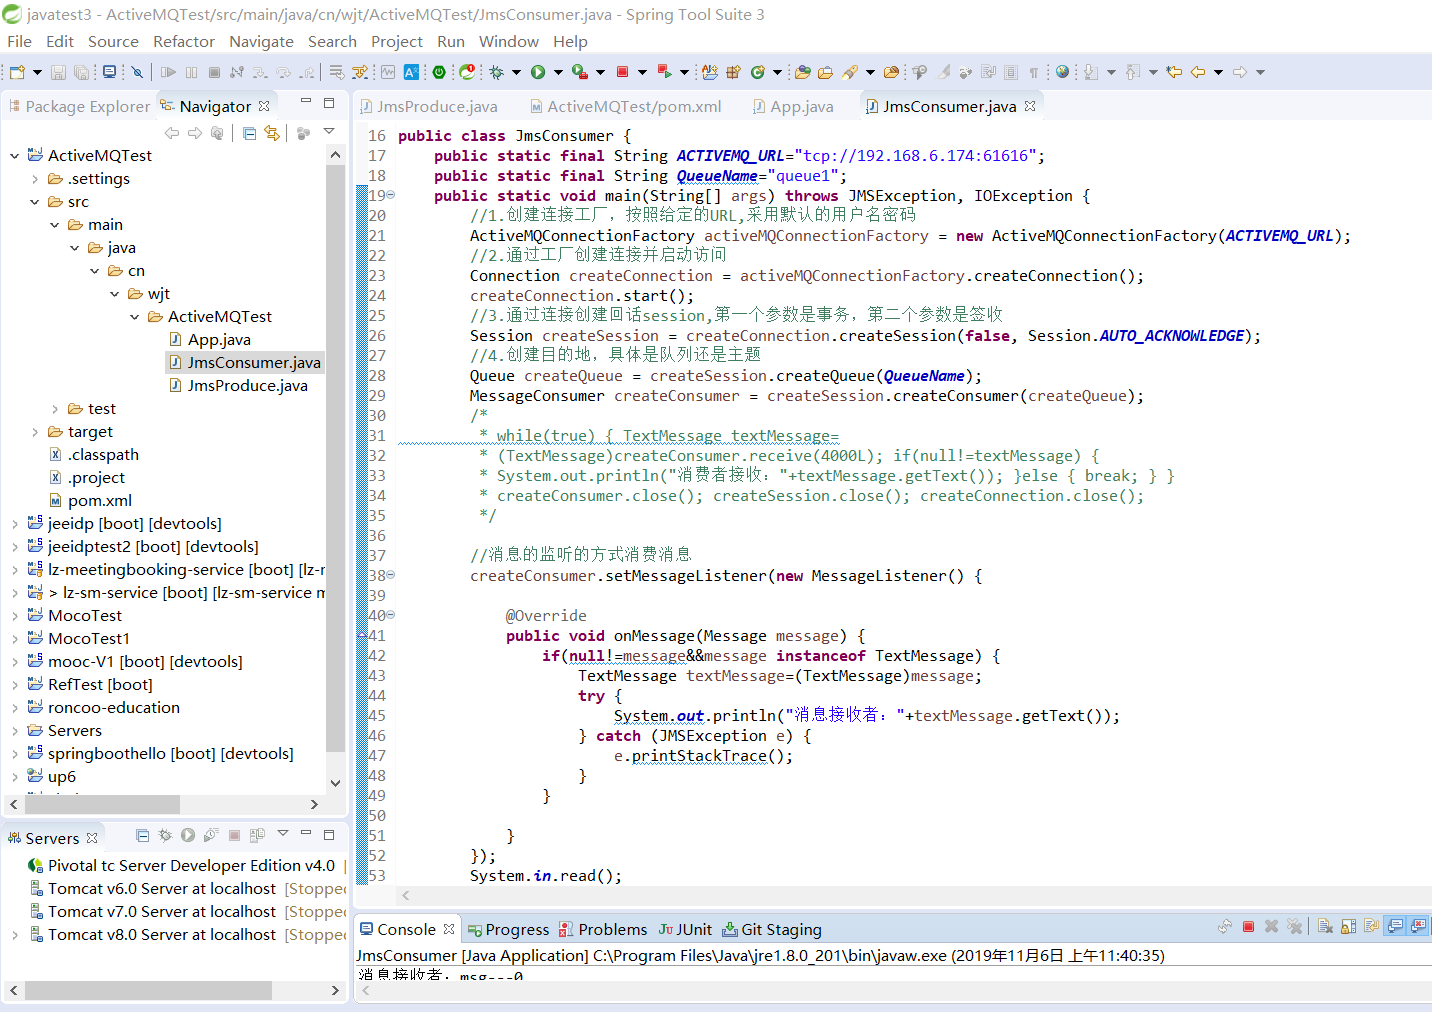 javatest3 - ActiveMQTest/src/main/java/cn/wjt/ActiveMQTest/JmsConsumer.java - Spring Tool Suite 3
File Edit Source Refactor Navigate Search Project Run Window Help
Package Explorer Navigator
ActiveMQTest
.settings
src
main
java
cn
wjt
ActiveMQTest
App.java
JmsConsumer.java
JmsProduce.java
test
target
.classpath
.project
pom.xml
jeeidp [boot] [devtools]
jeeidptest2 [boot] [devtools]
lz-meetingbooking-service [boot] [lz-r
> lz-sm-service [boot] [lz-sm-service m
MocoTest
MocoTest1
mooc-V1 [boot] [devtools]
RefTest [boot]
roncoo-education
Servers
springboothello [boot] [devtools]
up6
Servers
Pivotal tc Server Developer Edition v4.0
Tomcat v6.0 Server at localhost [Stopped
Tomcat v7.0 Server at localhost [Stopped
Tomcat v8.0 Server at localhost [Stopped
JmsProduce.java ActiveMQTest/pom.xml App.java JmsConsumer.java
16 public class JmsConsumer {
17 public static final String ACTIVEMQ_URL="tcp://192.168.6.174:61616";
18 public static final String QueueName="queue1";
19 public static void main(String[] args) throws JMSException, IOException {
20 //1.创建连接工厂，按照给定的URL,采用默认的用户名密码
21 ActiveMQConnectionFactory activeMQConnectionFactory = new ActiveMQConnectionFactory(ACTIVEMQ_URL);
22 //2.通过工厂创建连接并启动访问
23 Connection createConnection = activeMQConnectionFactory.createConnection();
24 createConnection.start();
25 //3.通过连接创建回话session,第一个参数是事务，第二个参数是签收
26 Session createSession = createConnection.createSession(false, Session.AUTO_ACKNOWLEDGE);
27 //4.创建目的地，具体是队列还是主题
28 Queue createQueue = createSession.createQueue(QueueName);
29 MessageConsumer createConsumer = createSession.createConsumer(createQueue);
30 /*
31 * while(true) { TextMessage textMessage=
32 * (TextMessage)createConsumer.receive(4000L); if(null!=textMessage) {
33 * System.out.println("消费者接收："+textMessage.getText()); }else { break; } }
34 * createConsumer.close(); createSession.close(); createConnection.close();
35 */
36
37 //消息的监听的方式消费消息
38 createConsumer.setMessageListener(new MessageListener() {
39
40 @Override
41 public void onMessage(Message message) {
42 if(null!=message&&message instanceof TextMessage) {
43 TextMessage textMessage=(TextMessage)message;
44 try {
45 System.out.println("消息接收者："+textMessage.getText());
46 } catch (JMSException e) {
47 e.printStackTrace();
48 }
49 }
50
51 }
52 });
53 System.in.read();
Console Progress Problems JUnit Git Staging
JmsConsumer [Java Application] C:\Program Files\Java\jre1.8.0_201\bin\javaw.exe (2019年11月6日 上午11:40:35)
消息接收者：msg---0